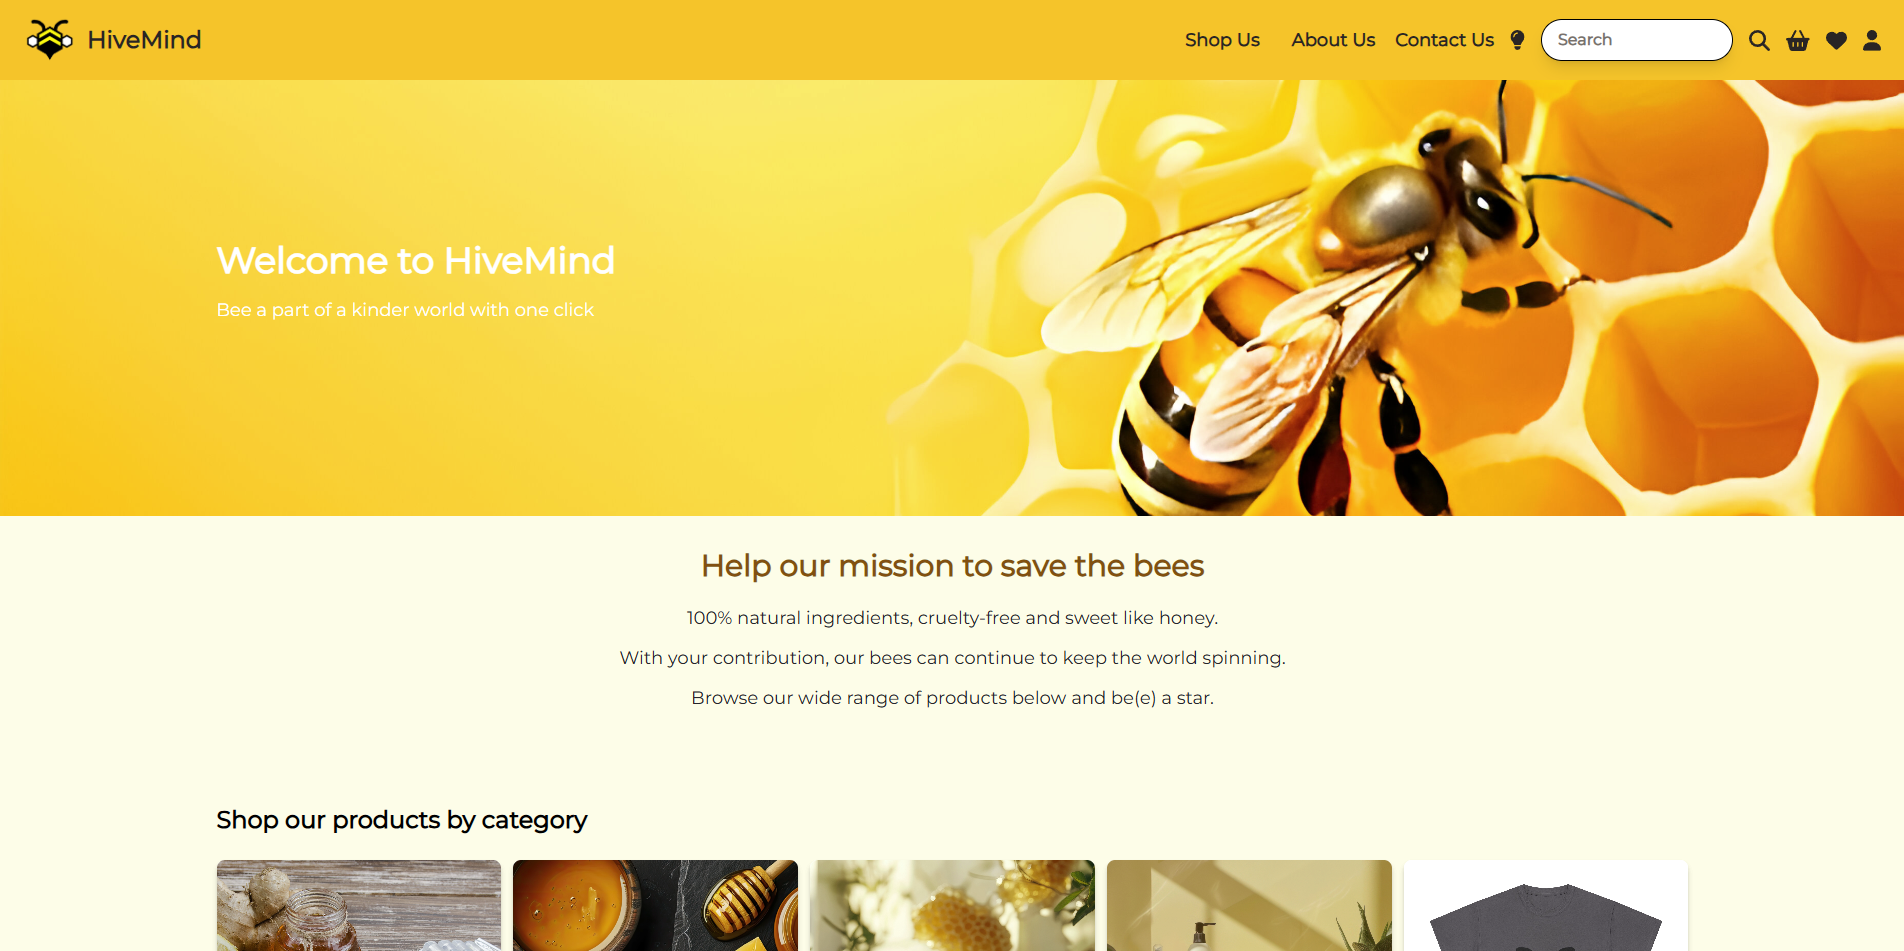 HiveMind
Shop Us About Us Contact Us Search
Welcome to HiveMind
Bee a part of a kinder world with one click
Help our mission to save the bees
100% natural ingredients, cruelty-free and sweet like honey.
With your contribution, our bees can continue to keep the world spinning.
Browse our wide range of products below and be(e) a star.
Shop our products by category